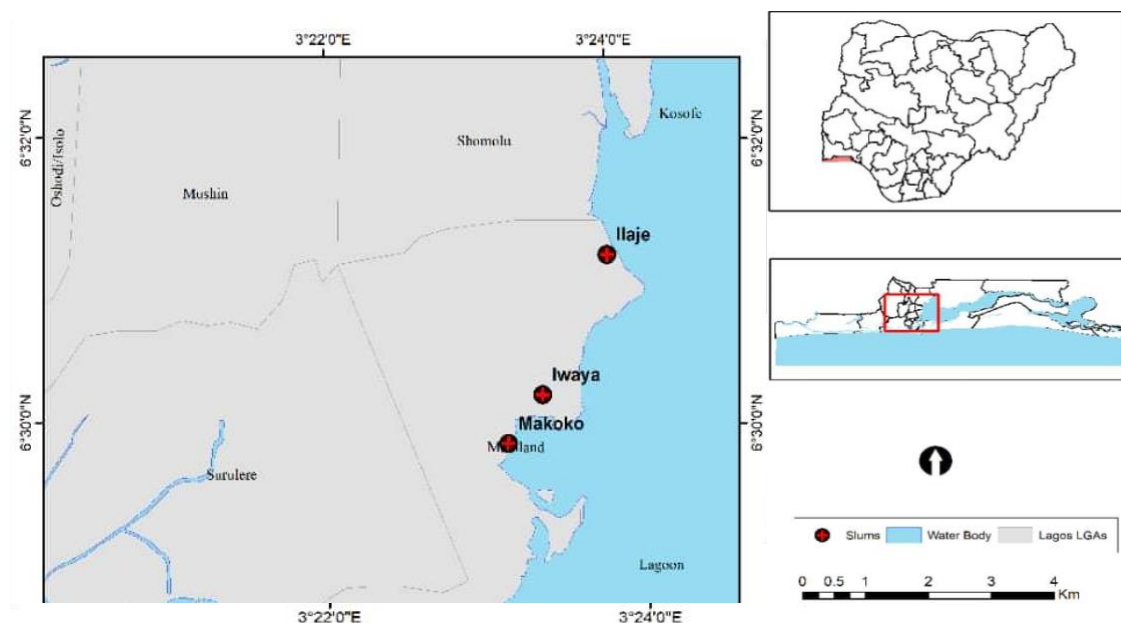 3°22'0"E
3°24'0"E
6°32'0"N
6°32'0"N
Oshodi/Isolo
Mushin
Shomolu
Kosofe
Ilaje
Iwaya
Makoko
Mainland
6°30'0"N
6°30'0"N
Surulere
Lagoon
3°22'0"E
3°24'0"E
Slums
Water Body
Lagos LGAs
0 0.5 1 2 3 4
Km